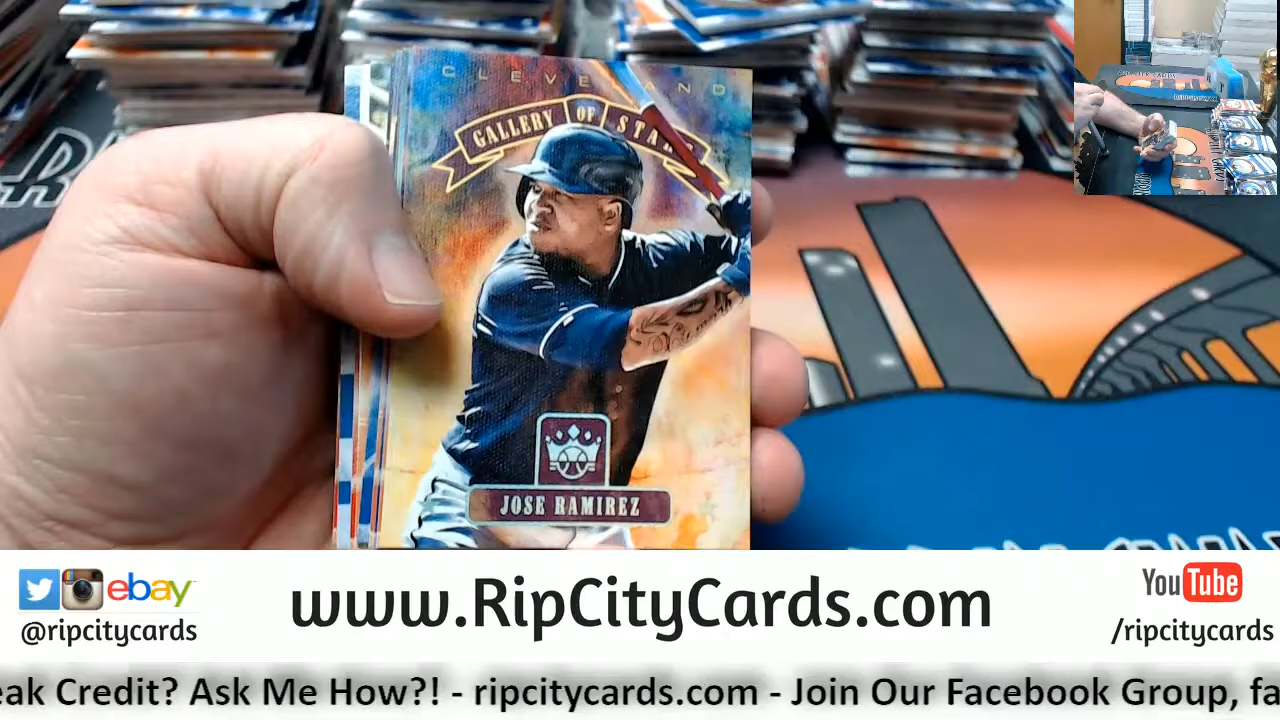 CLEVELAND
GALLERY OF STARS
JOSE RAMIREZ
ebay
@ripcitycards
www.RipCityCards.com
YouTube
/ripcitycards
eak Credit? Ask Me How?! - ripcitycards.com - Join Our Facebook Group, fa